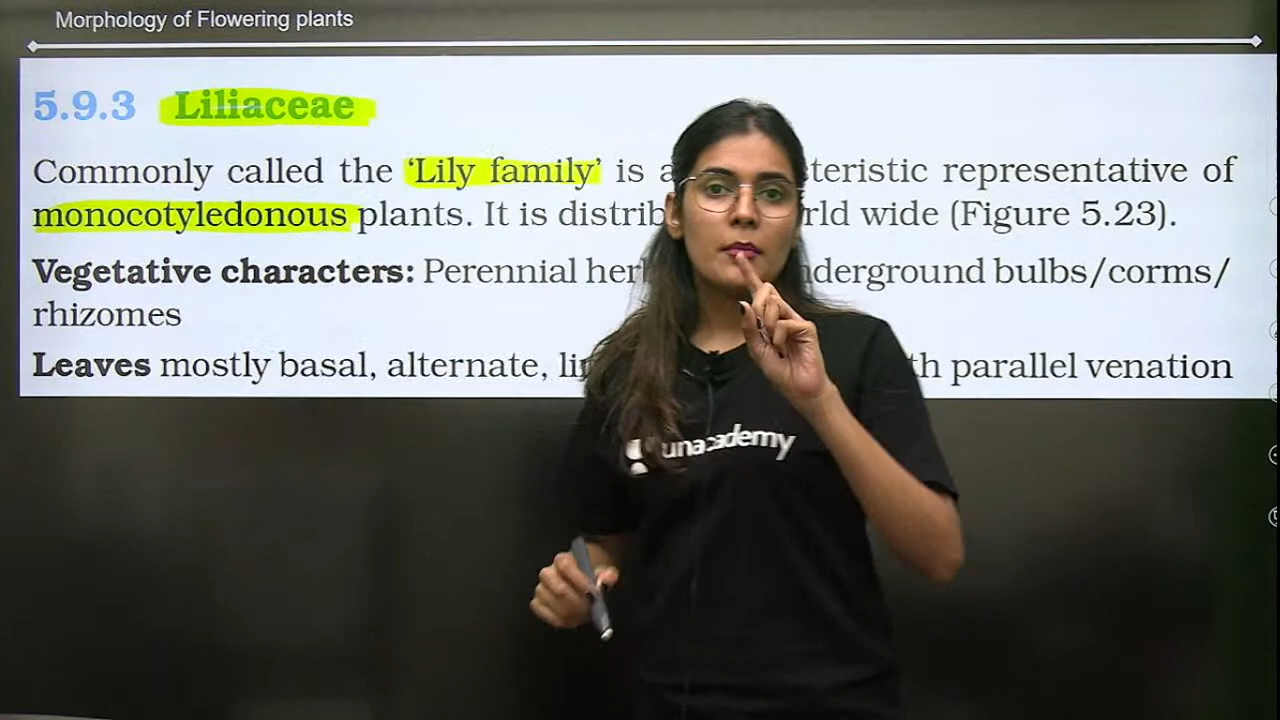 Morphology of Flowering plants
5.9.3 Liliaceae
Commonly called the ‘Lily family’ is a teristic representative of
monocotyledonous plants. It is distrib rld wide (Figure 5.23).
Vegetative characters: Perennial her nderground bulbs/corms/
rhizomes
Leaves mostly basal, alternate, li th parallel venation
unacademy